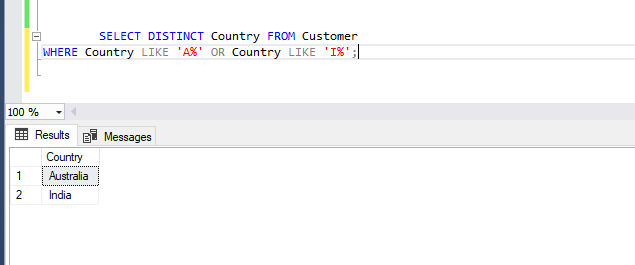 SELECT DISTINCT Country FROM Customer
WHERE Country LIKE 'A%' OR Country LIKE 'I%';
100 %
Results Messages
Country
1 Australia
2 India